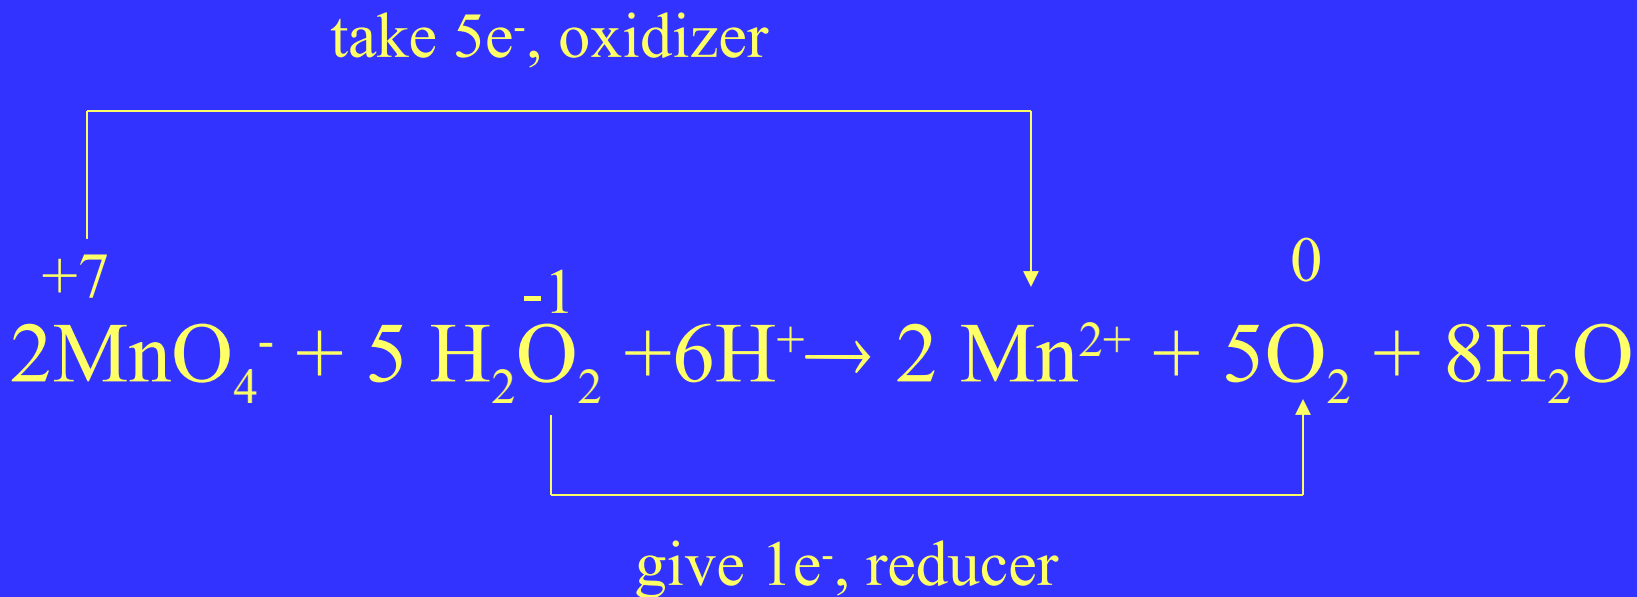 take 5e⁻, oxidizer
+7 -1 0
2MnO₄⁻ + 5 H₂O₂ +6H⁺→ 2 Mn²⁺ + 5O₂ + 8H₂O
give 1e⁻, reducer